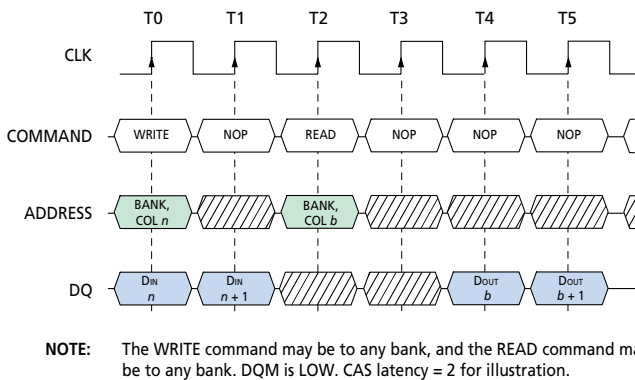 T0 T1 T2 T3 T4 T5
CLK
COMMAND WRITE NOP READ NOP NOP NOP
ADDRESS BANK, COL n BANK, COL b
DQ DIN n DIN n + 1 DOUT b DOUT b + 1
NOTE: The WRITE command may be to any bank, and the READ command
be to any bank. DQM is LOW. CAS latency = 2 for illustration.